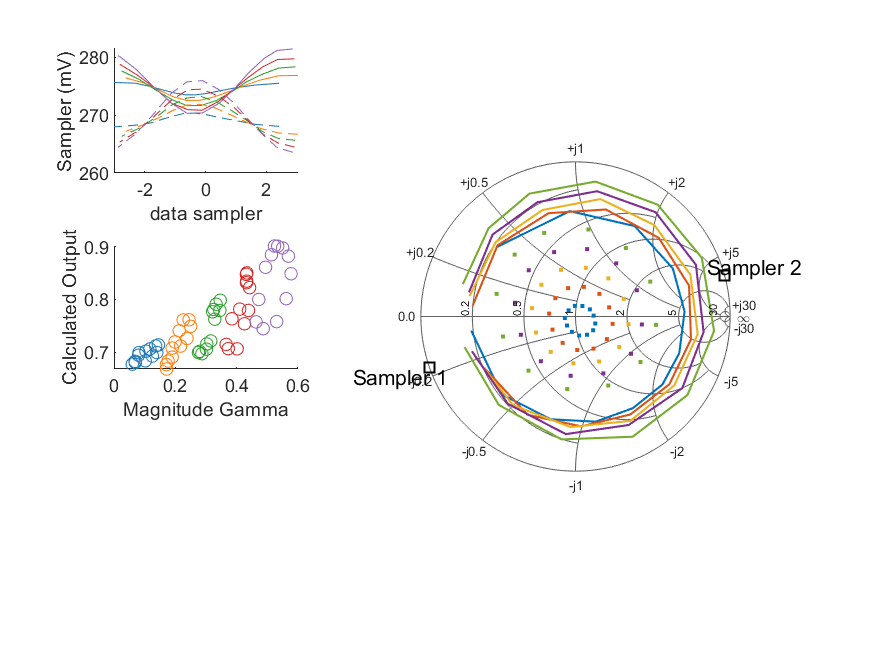 Sampler (mV)
280
270
260
-2
0
2
data sampler
Calculated Output
0.9
0.8
0.7
0
0.2
0.4
0.6
Magnitude Gamma
+j1
+j0.5
+j2
+j0.2
+j5
Sampler 2
0.2
0.5
1
2
5
30
+j30
0.0
∞
-j30
Sampler 1
-j0.2
-j5
-j0.5
-j2
-j1